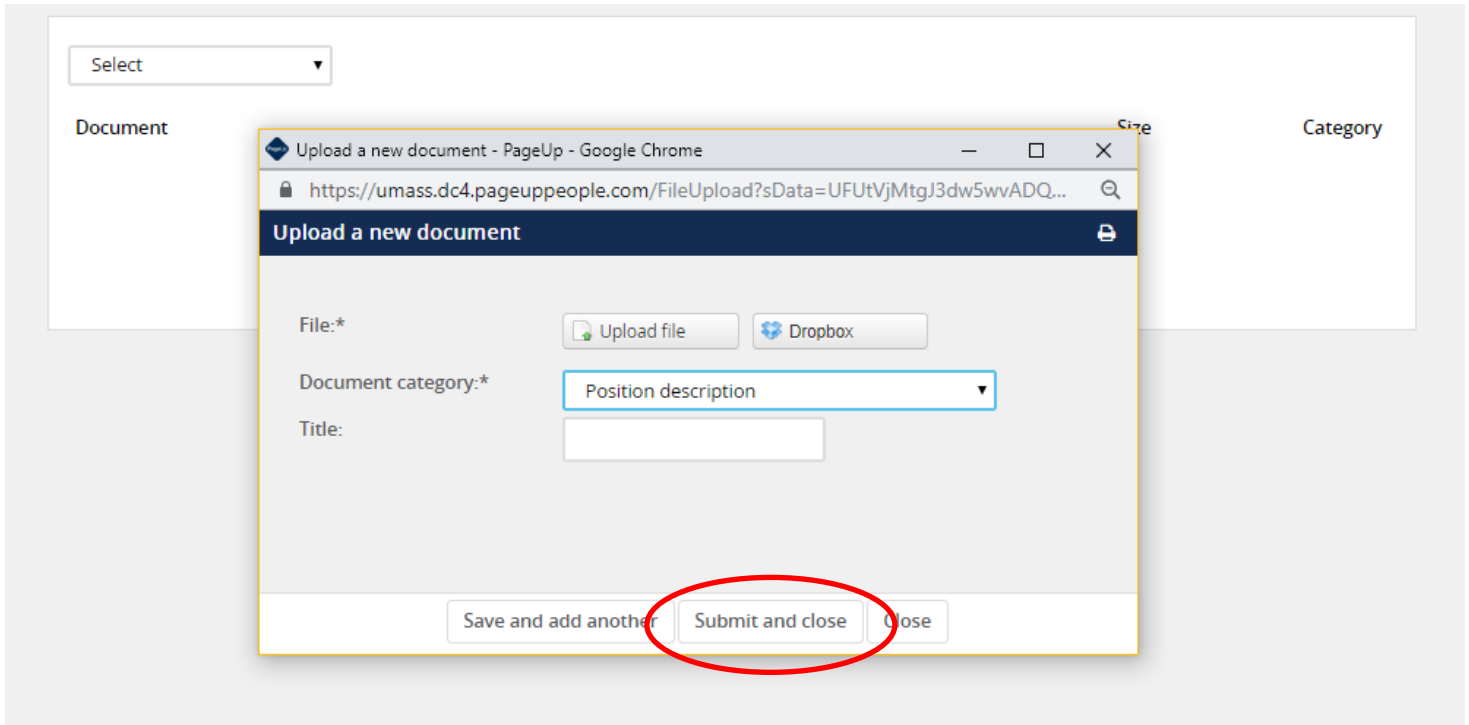 Select
Document Size Category
Upload a new document - PageUp - Google Chrome
https://umass.dc4.pageuppeople.com/FileUpload?sData=UFUtVjMtgJ3dw5wvADQ...
Upload a new document
File:* Upload file Dropbox
Document category:* Position description
Title:
Save and add another Submit and close Close